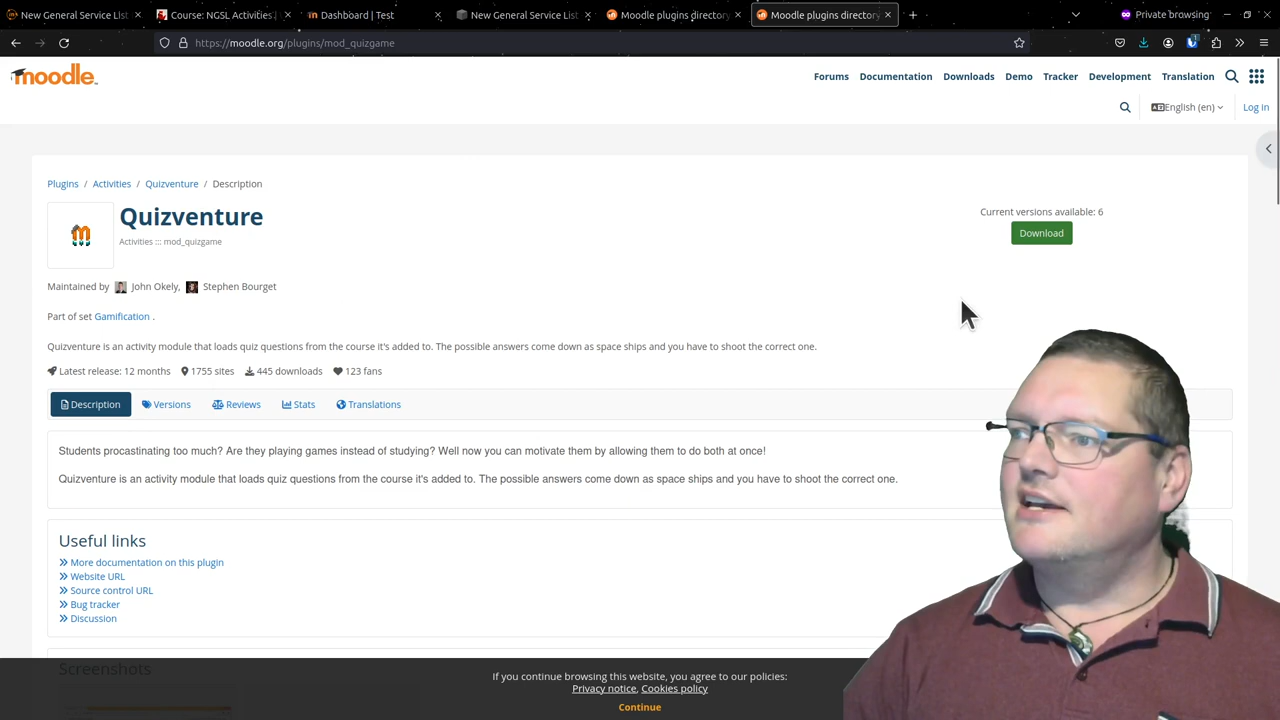 New General Service List
Course: NGSL Activities
Dashboard | Test
New General Service List
Moodle plugins directory
Moodle plugins directory
Private browsing
https://moodle.org/plugins/mod_quizgame
moodle
Forums
Documentation
Downloads
Demo
Tracker
Development
Translation
English (en)
Log in
Plugins / Activities / Quizventure / Description
Quizventure
Activities ::: mod_quizgame
Current versions available: 6
Download
Maintained by John Okely, Stephen Bourget
Part of set Gamification .
Quizventure is an activity module that loads quiz questions from the course it's added to. The possible answers come down as space ships and you have to shoot the correct one.
Latest release: 12 months 1755 sites 445 downloads 123 fans
Description Versions Reviews Stats Translations
Students procastinating too much? Are they playing games instead of studying? Well now you can motivate them by allowing them to do both at once!
Quizventure is an activity module that loads quiz questions from the course it's added to. The possible answers come down as space ships and you have to shoot the correct one.
Useful links
More documentation on this plugin
Website URL
Source control URL
Bug tracker
Discussion
Screenshots
If you continue browsing this website, you agree to our policies:
Privacy notice, Cookies policy
Continue